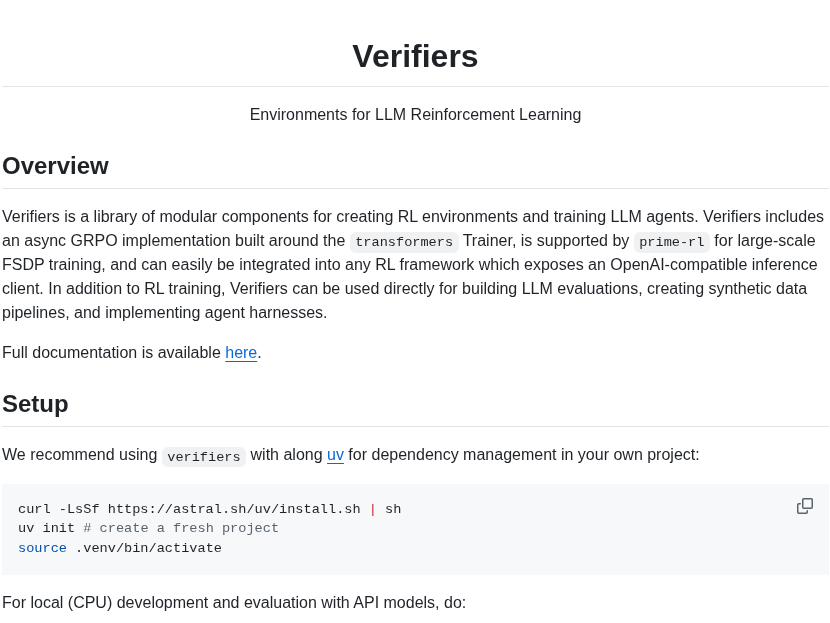 Verifiers
Environments for LLM Reinforcement Learning
Overview
Verifiers is a library of modular components for creating RL environments and training LLM agents. Verifiers includes
an async GRPO implementation built around the transformers Trainer, is supported by prime-rl for large-scale
FSDP training, and can easily be integrated into any RL framework which exposes an OpenAI-compatible inference
client. In addition to RL training, Verifiers can be used directly for building LLM evaluations, creating synthetic data
pipelines, and implementing agent harnesses.
Full documentation is available here.
Setup
We recommend using verifiers with along uv for dependency management in your own project:
curl -LsSf https://astral.sh/uv/install.sh | sh
uv init # create a fresh project
source .venv/bin/activate
For local (CPU) development and evaluation with API models, do: